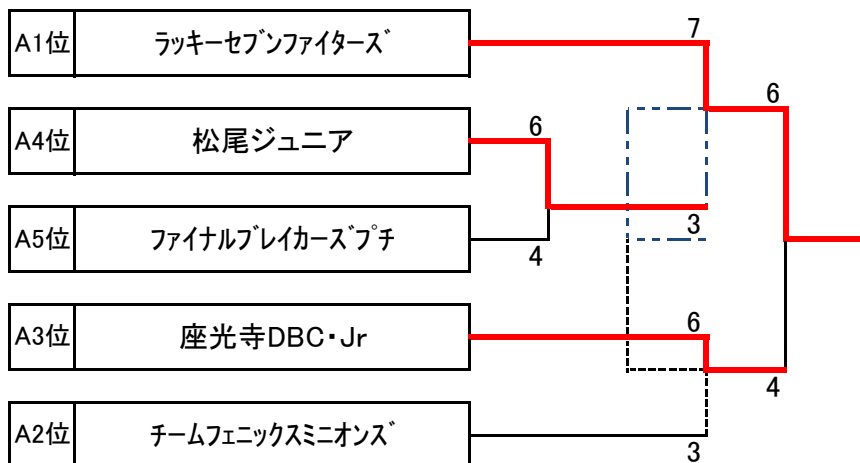 A1位 ラッキーセブンファイターズ 7
6
A4位 松尾ジュニア 6
3
A5位 ファイナルブレイカーズプチ 4
A3位 座光寺DBC・Jr 6
4
A2位 チームフェニックスミニオンズ 3